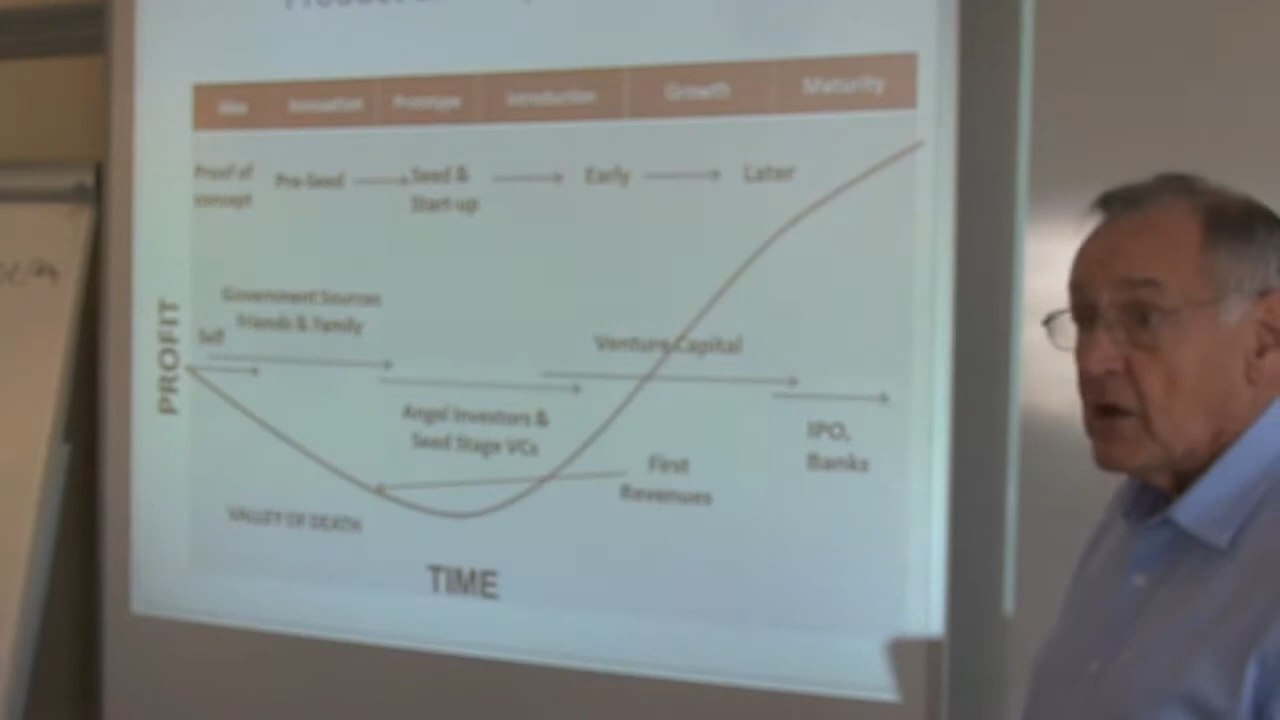 Idea Innovation Prototype Introduction Growth Maturity
Proof of
concept
Pre-Seed
Seed &
Start-up
Early
Later
Government Sources
Friends & Family
Self
Venture Capital
Angel Investors &
Seed Stage VCs
IPO,
Banks
First
Revenues
VALLEY OF DEATH
PROFIT
TIME